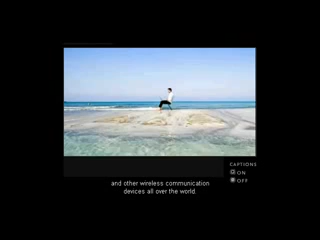 CAPTIONS
ON
OFF
and other wireless communication
devices all over the world.